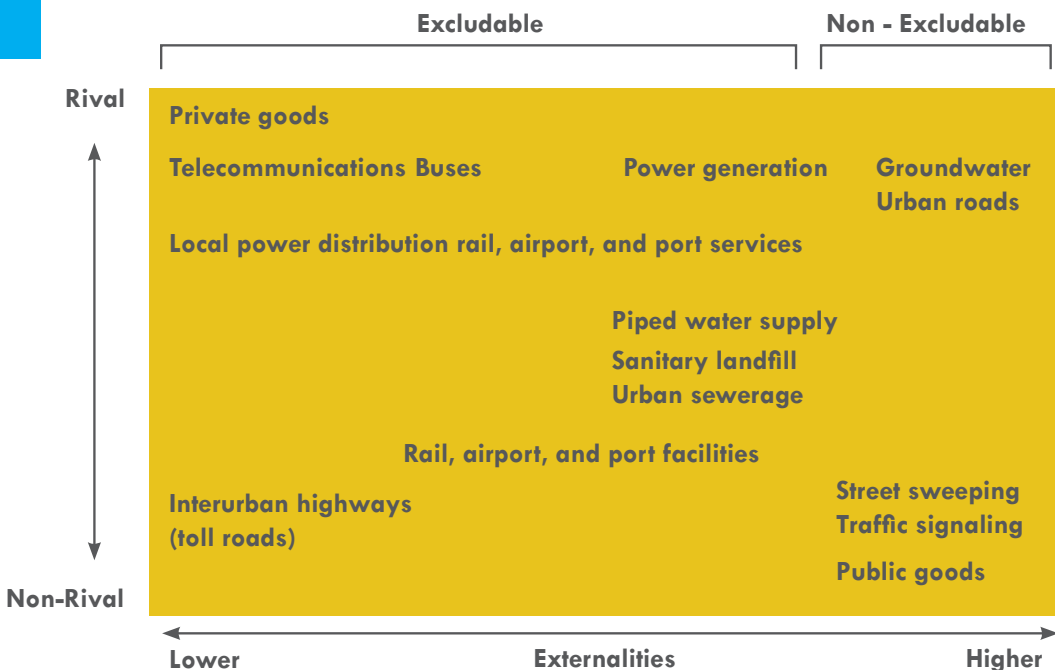 Excludable Non - Excludable
Rival
Private goods
Telecommunications Buses Power generation Groundwater
Urban roads
Local power distribution rail, airport, and port services
Piped water supply
Sanitary landfill
Urban sewerage
Rail, airport, and port facilities
Interurban highways
(toll roads)
Street sweeping
Traffic signaling
Public goods
Non-Rival
Lower Externalities Higher